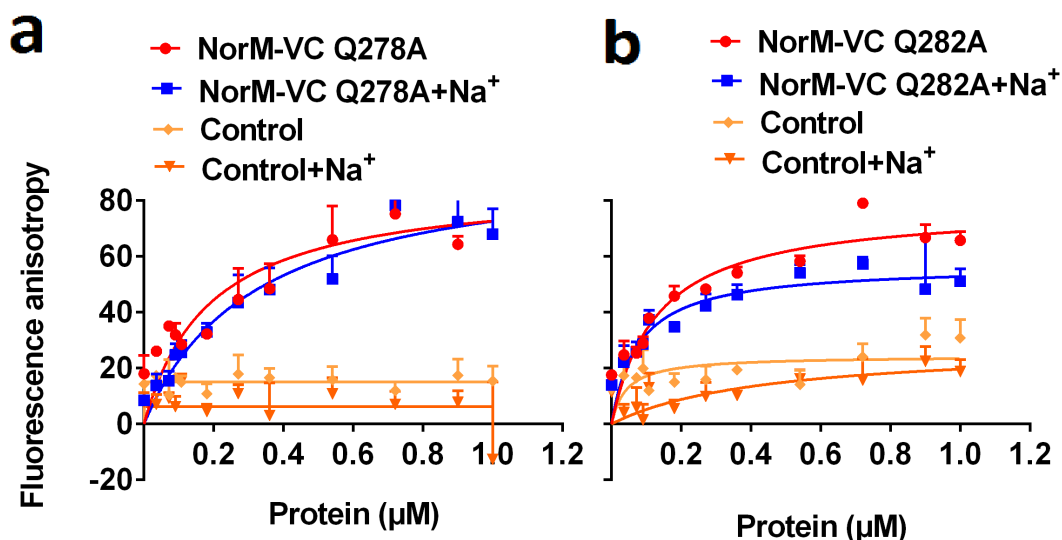 a
NorM-VC Q278A
NorM-VC Q278A+Na⁺
Control
Control+Na⁺
Fluorescence anisotropy
80
60
40
20
0
-20
0.2 0.4 0.6 0.8 1.0 1.2
Protein (µM)
b
NorM-VC Q282A
NorM-VC Q282A+Na⁺
Control
Control+Na⁺
0.2 0.4 0.6 0.8 1.0 1.2
Protein (µM)